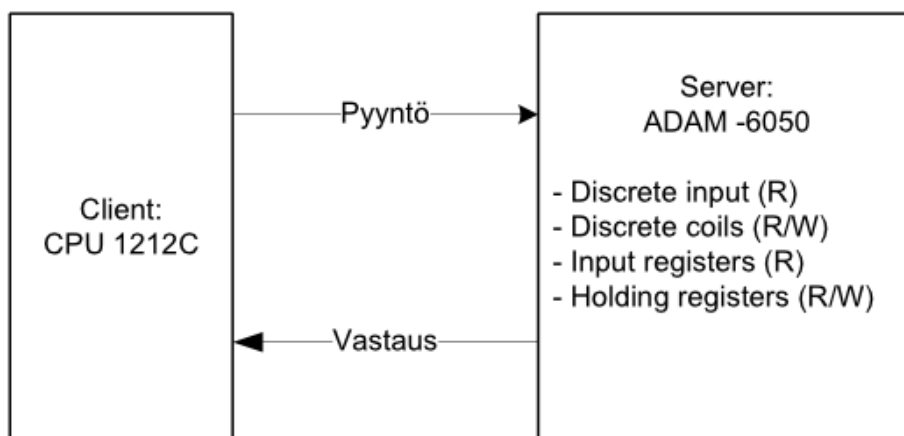 Client:
CPU 1212C
Pyyntö
Vastaus
Server:
ADAM -6050
- Discrete input (R)
- Discrete coils (R/W)
- Input registers (R)
- Holding registers (R/W)